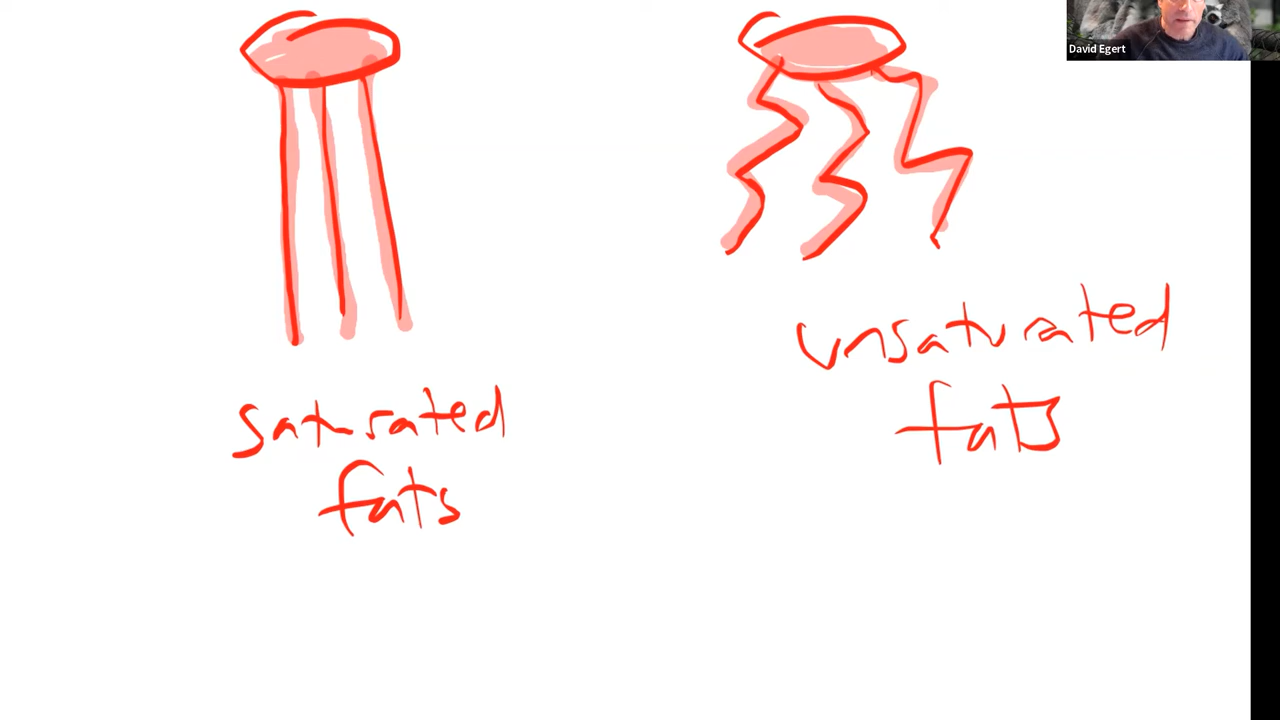 David Egert
saturated
fats
unsaturated
fats